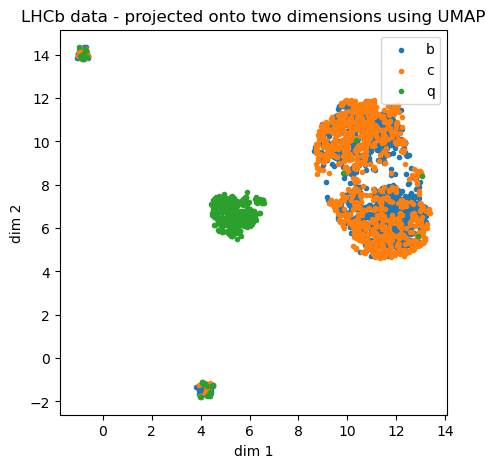 LHCb data - projected onto two dimensions using UMAP
b
c
q
14
12
10
8
6
4
2
0
−2
dim 2
0 2 4 6 8 10 12 14
dim 1